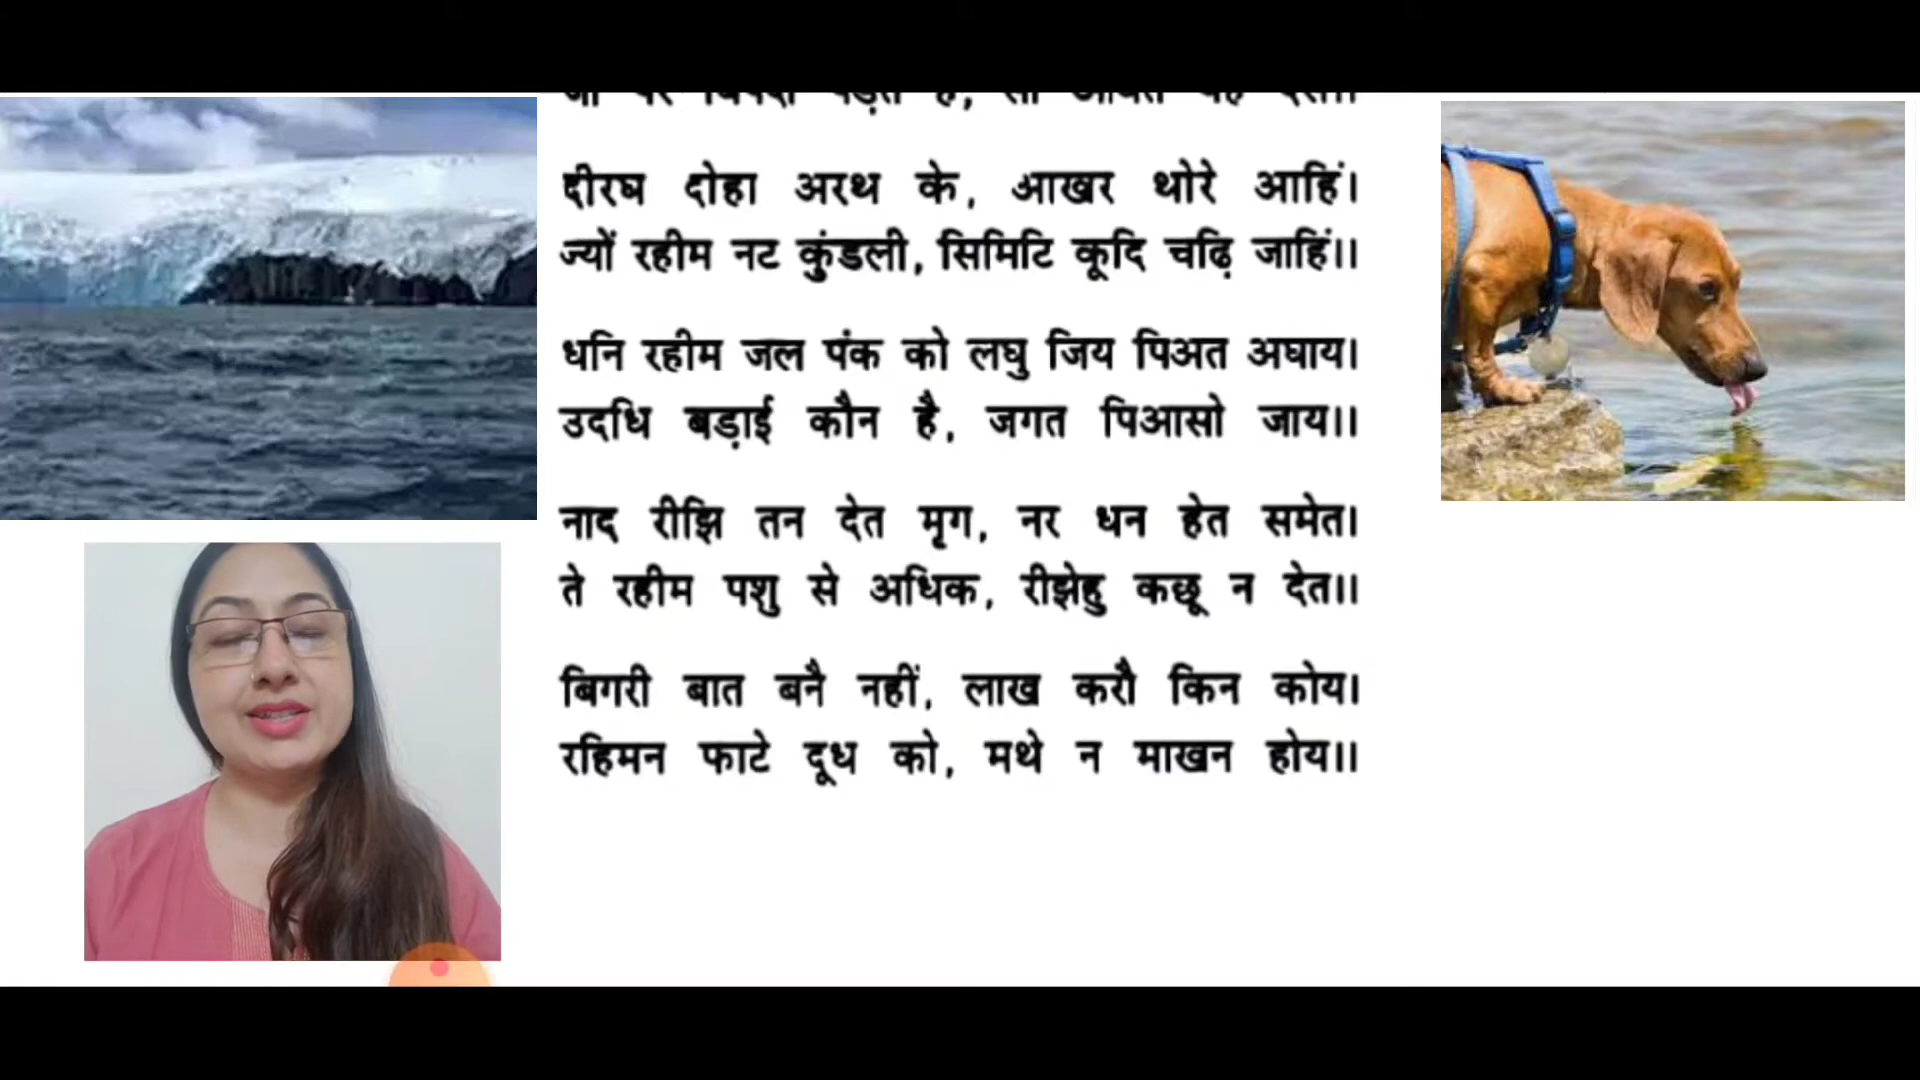 दीरघ दोहा अरथ के, आखर थोरे आहिं।
ज्यों रहीम नट कुंडली, सिमिटि कूदि चढ़ि जाहिं॥
धनि रहीम जल पंक को लघु जिय पिअत अघाय।
उदधि बड़ाई कौन है, जगत पिआसो जाय॥
नाद रीझि तन देत मृग, नर धन हेत समेत।
ते रहीम पशु से अधिक, रीझेहु कछू न देत॥
बिगरी बात बनै नहीं, लाख करौ किन कोय।
रहिमन फाटे दूध को, मथे न माखन होय॥